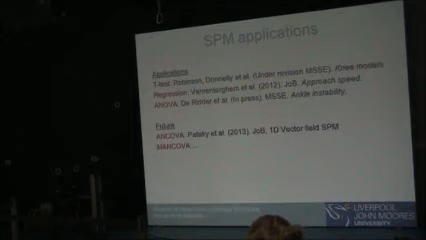 SPM applications
Applications
T-test: Robinson, Donnelly et al. (Under revision MSSE). Knee models
Regression: Vanrenterghem et al. (2012). JoB. Approach speed.
ANOVA: De Ridder et al. (In press). MSSE. Ankle instability.
Future
ANCOVA: Pataky et al. (2013). JoB, 1D Vector field SPM
MANCOVA:...
LIVERPOOL
JOHN MOORES
UNIVERSITY